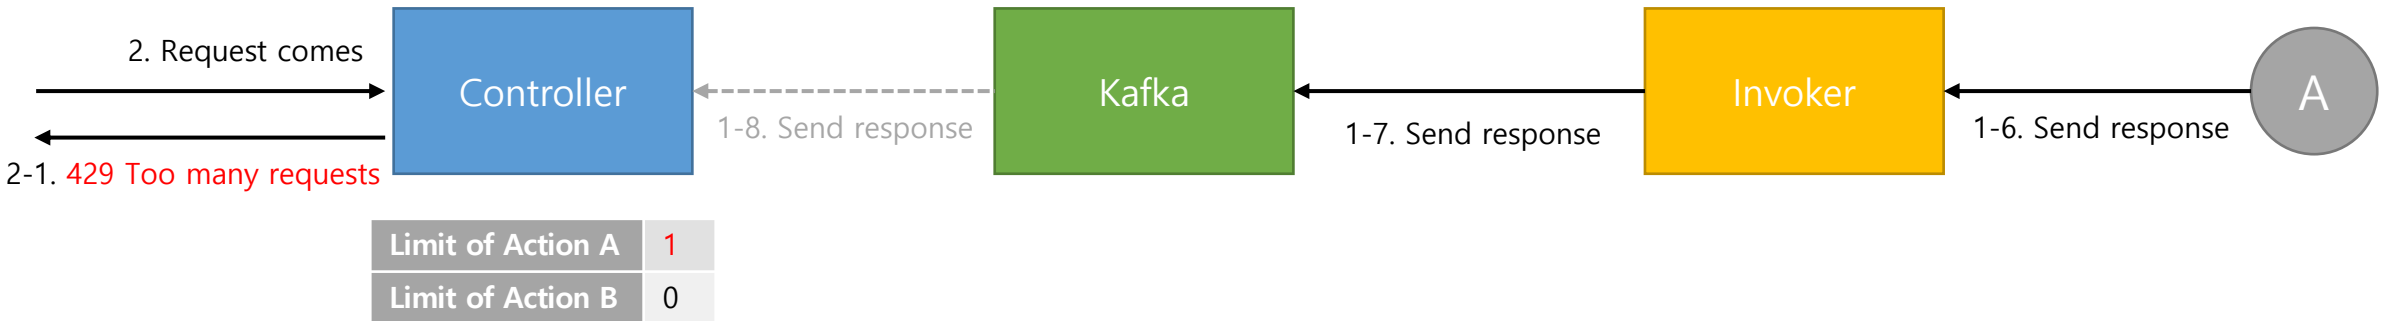 2. Request comes
Controller
Kafka
Invoker
A
1-8. Send response
1-7. Send response
1-6. Send response
2-1. 429 Too many requests
Limit of Action A 1
Limit of Action B 0